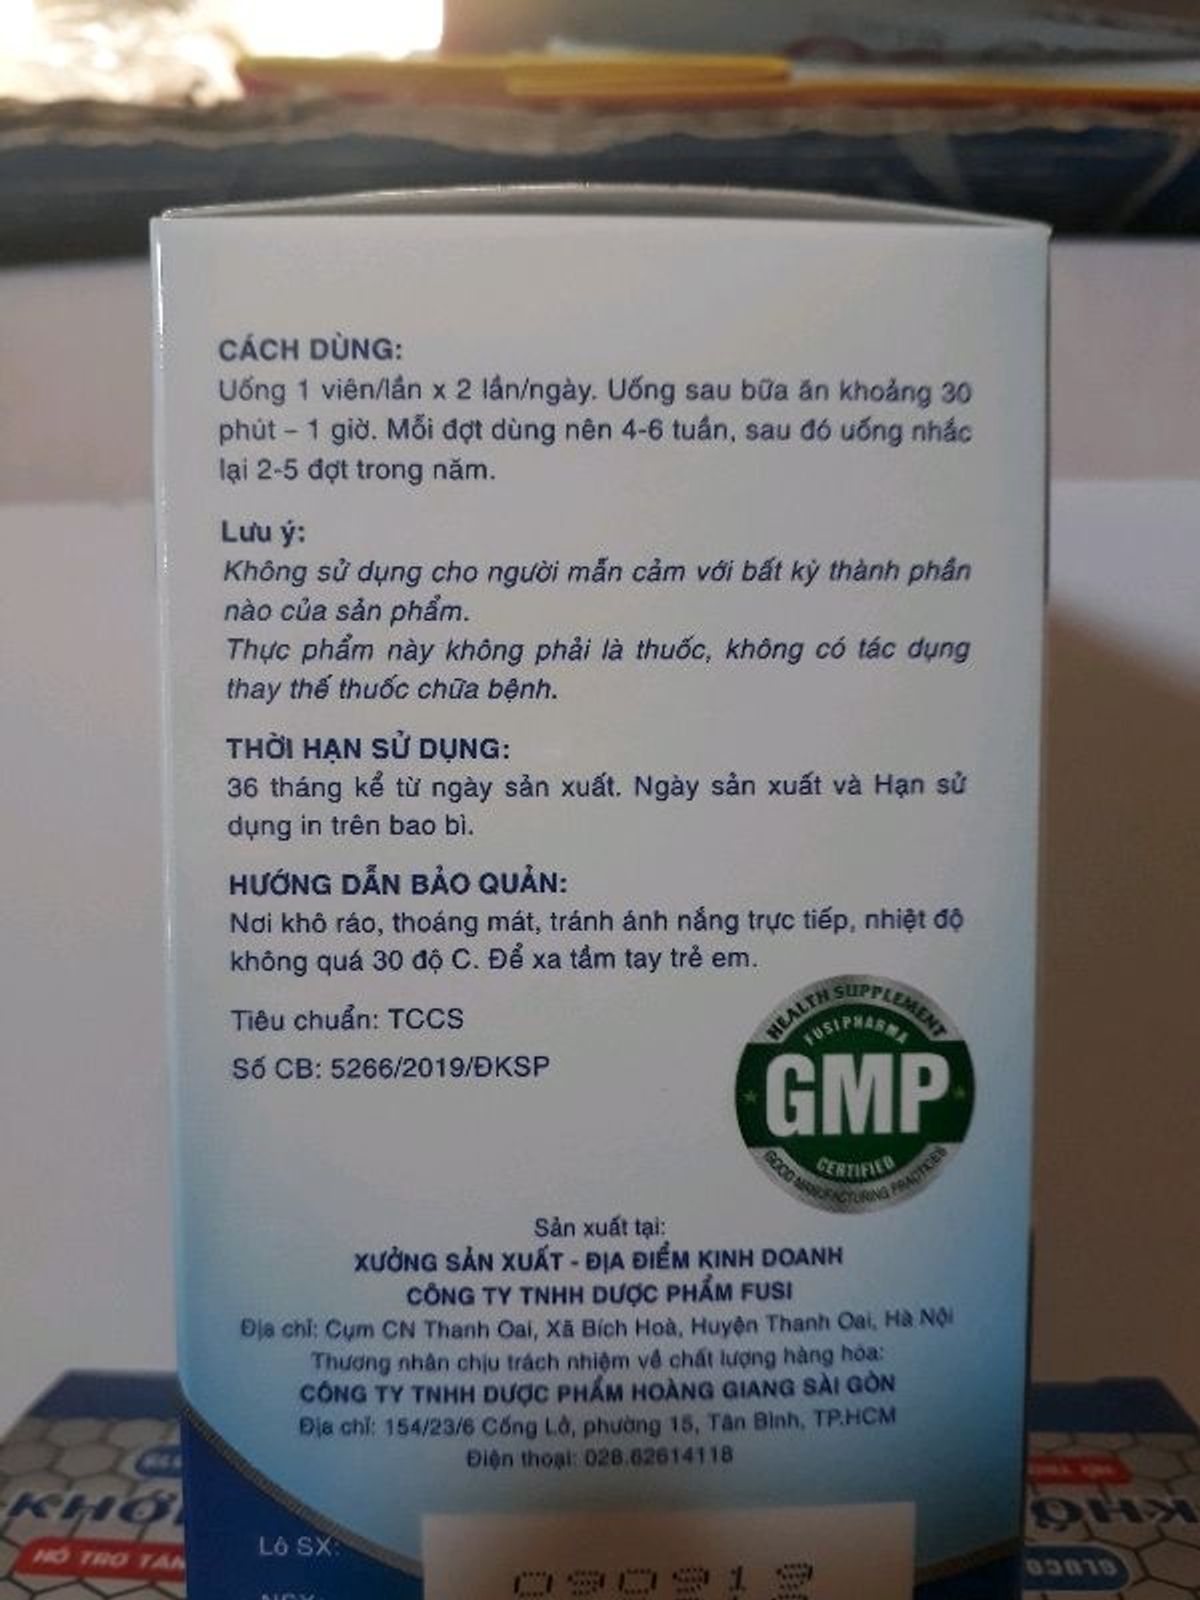 CÁCH DÙNG:
Uống 1 viên/lần x 2 lần/ngày. Uống sau bữa ăn khoảng 30
phút – 1 giờ. Mỗi đợt dùng nên 4-6 tuần, sau đó uống nhắc
lại 2-5 đợt trong năm.
Lưu ý:
Không sử dụng cho người mẫn cảm với bất kỳ thành phần
nào của sản phẩm.
Thực phẩm này không phải là thuốc, không có tác dụng
thay thế thuốc chữa bệnh.
THỜI HẠN SỬ DỤNG:
36 tháng kể từ ngày sản xuất. Ngày sản xuất và Hạn sử
dụng in trên bao bì.
HƯỚNG DẪN BẢO QUẢN:
Nơi khô ráo, thoáng mát, tránh ánh nắng trực tiếp, nhiệt độ
không quá 30 độ C. Để xa tầm tay trẻ em.
Tiêu chuẩn: TCCS
Số CB: 5266/2019/ĐKSP
HEALTH SUPPLEMENT
FUSI PHARMA
GMP
CERTIFIED
GOOD MANUFACTURING PRACTICES
Sản xuất tại:
XƯỞNG SẢN XUẤT - ĐỊA ĐIỂM KINH DOANH
CÔNG TY TNHH DƯỢC PHẨM FUSI
Địa chỉ: Cụm CN Thanh Oai, Xã Bích Hoà, Huyện Thanh Oai, Hà Nội
Thương nhân chịu trách nhiệm về chất lượng hàng hóa:
CÔNG TY TNHH DƯỢC PHẨM HOÀNG GIANG SÀI GÒN
Địa chỉ: 154/23/6 Cống Lở, phường 15, Tân Bình, TP.HCM
Điện thoại: 028.62614118
Lô SX:
NSX:
KHỚ
HỖ TRỢ
KHỚ
GLUCO